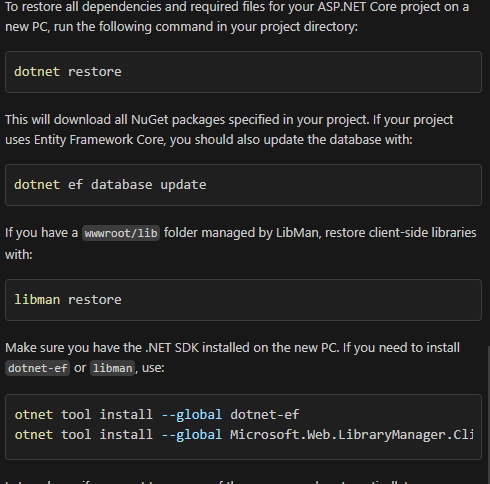 To restore all dependencies and required files for your ASP.NET Core project on a
new PC, run the following command in your project directory:
dotnet restore
This will download all NuGet packages specified in your project. If your project
uses Entity Framework Core, you should also update the database with:
dotnet ef database update
If you have a wwwroot/lib folder managed by LibMan, restore client-side libraries
with:
libman restore
Make sure you have the .NET SDK installed on the new PC. If you need to install
dotnet-ef or libman, use:
otnet tool install --global dotnet-ef
otnet tool install --global Microsoft.Web.LibraryManager.Cli